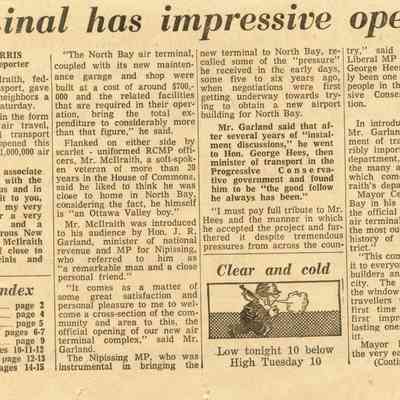 inal has impressive ope
RRIS
eporter
Ilraith, fed-
nsport, gave
neighbors a
aturday.
in the form
air travel,
l transport
opened this
1,000,000 air
associate
ous and in
l to you,
my very
r a very
and a
rous New
McIlraith
d close to
cials and
ndex
page 2
page 4
page 5
pages 6-7
page 9
ges 10-11-12
pages 12-13
pages 14-15
"The North Bay air terminal,
coupled with its new mainten-
ance garage and shop were
built at a cost of around $700,-
000 and the related facilities
that are required in their oper-
ation, bring the total ex-
penditure to considerably more
than that figure," he said.
Flanked on either side by
scarlet - uniformed RCMP offi-
cers, Mr. McIlraith, a soft-spok-
en veteran of more than 20
years in the House of Commons,
said he liked to think he was
close to home in North Bay,
considering the fact, he himself
is "an Ottawa Valley boy."
Mr. McIlraith was introduced
to his audience by Hon. J. R.
Garland, minister of national
revenue and MP for Nipissing,
who referred him as
"a remarkable man and a close
personal friend."
"It comes as a matter of
some great satisfaction and
personal pleasure to me to wel-
come a cross-section of the com-
munity and area to this, the
official opening of our new air
terminal complex," said Mr.
Garland.
The Nipissing MP, who was
instrumental in bringing the
new terminal to North Bay, re-
called some of the "pressure"
he received in the early days,
some five to six years ago,
when negotiations were first
getting underway towards try-
ing to obtain a new airport
building for North Bay.
Mr. Garland said that af-
ter several years of "instal-
ment discussions," he went
to Hon. George Hees, then
minister of transport in the
Progressive Conserva-
tive government and found
him to be "the good fellow
he always has been."
"I must pay full tribute to Mr.
Hees and the manner in which
he accepted the project and fur-
thered it despite tremendous
pressures from across the coun-
Clear and cold
Low tonight 10 below
High Tuesday 10
try," said
Liberal MP
George Hees
ly been one
people in th
sive Conse
tion.
In introduci
Mr. Garlan
ment of tra
ribly impor
department,
the many a
which com
raith's depar
Mayor Ce
Bay in his
the official
air termina
the most ou
history of
trict."
"This com
it to everyo
builders an
city. The
the window
travellers
first time
first impre
lasting one
it.
Mayor
the very ea
(Contin